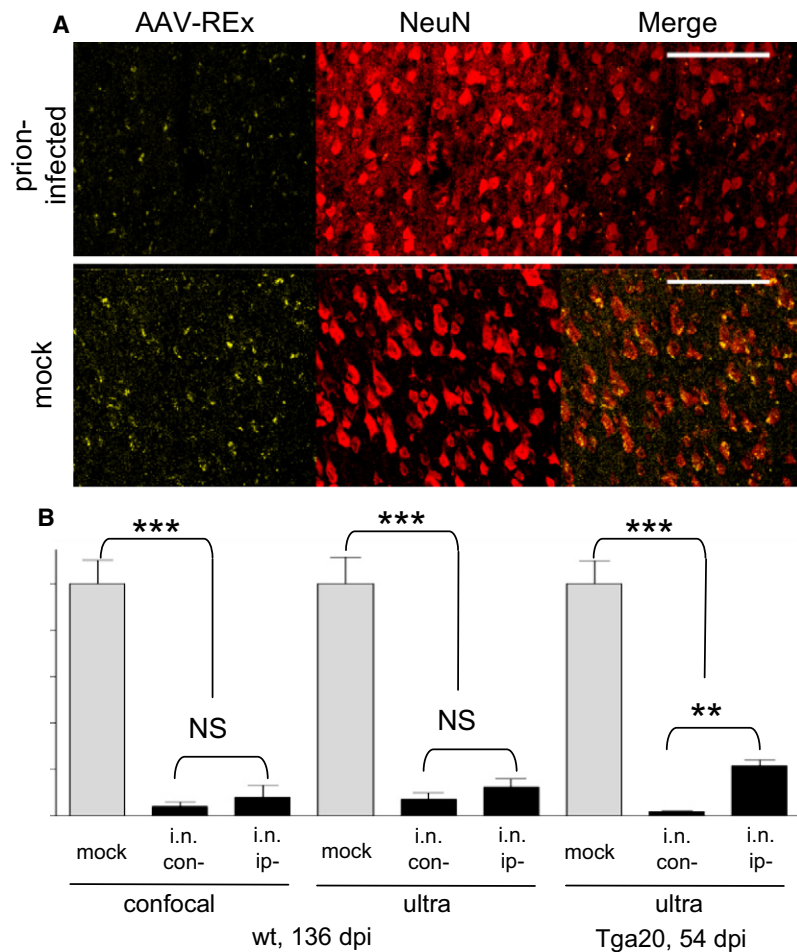 A
AAV-REx NeuN Merge
prion-
infected
mock
B
*** *** ***
NS NS **
mock i.n. con- i.n. ip- mock i.n. con- i.n. ip- mock i.n. con- i.n. ip-
confocal ultra ultra
wt, 136 dpi Tga20, 54 dpi